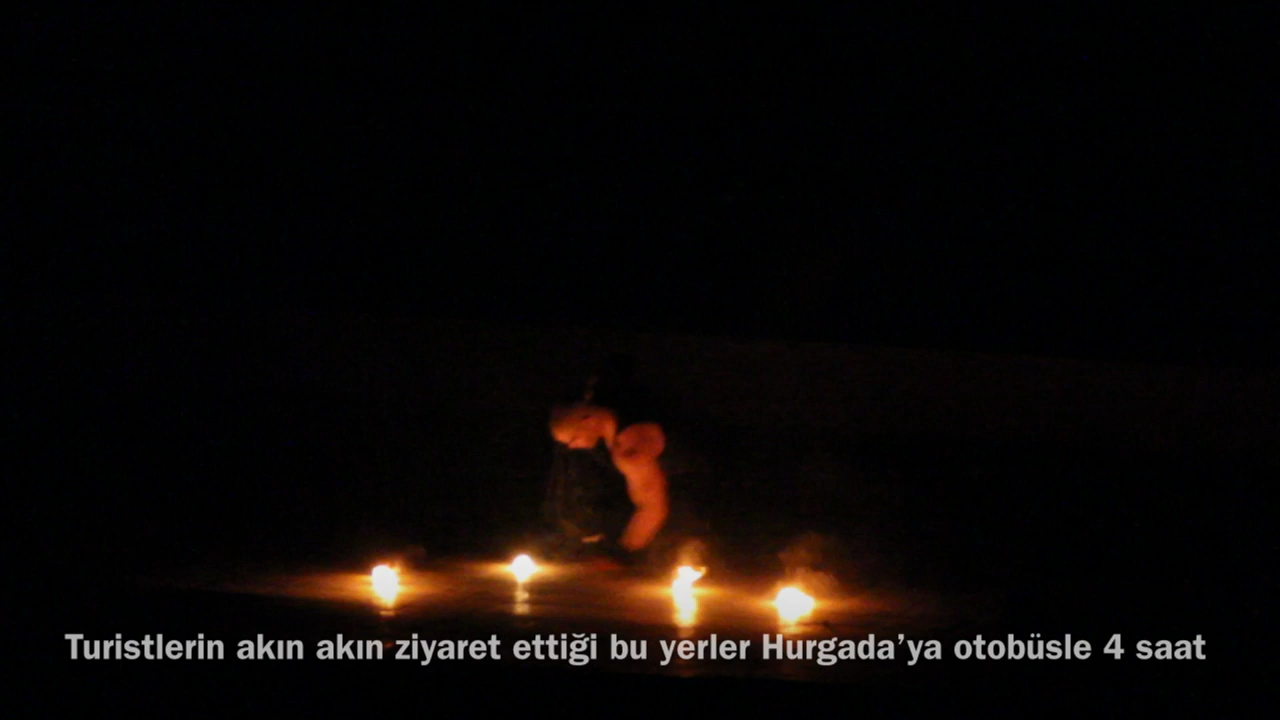 Turistlerin akın akın ziyaret ettiği bu yerler Hurgada’ya otobüsle 4 saat